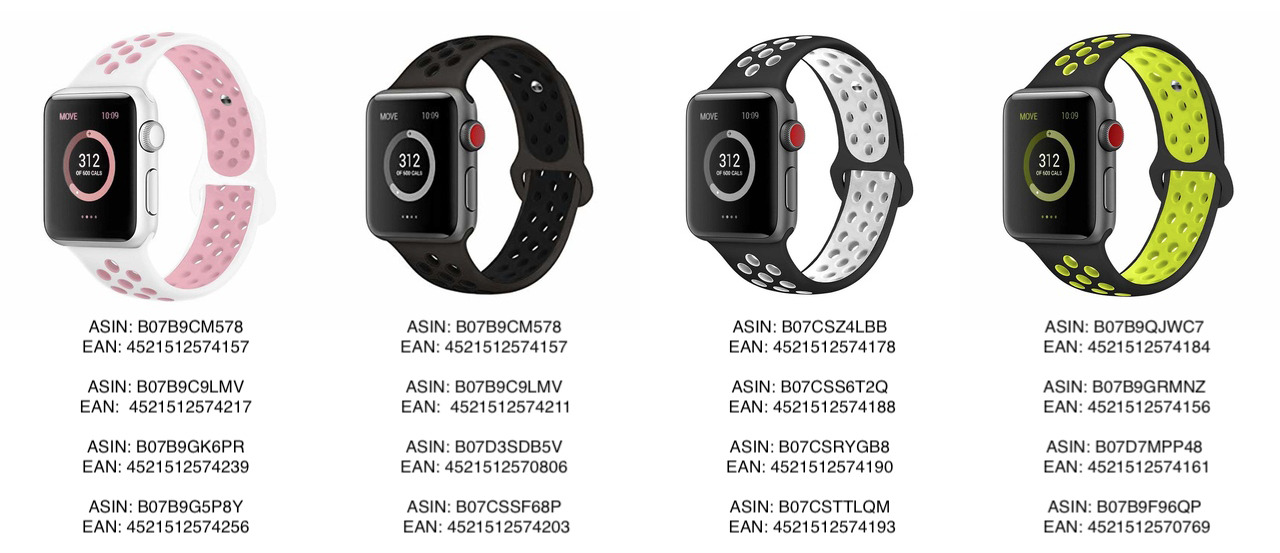 MOVE 10:09
312
OF 600 CALS
MOVE 10:09
312
OF 600 CALS
MOVE 10:09
312
OF 600 CALS
MOVE 10:09
312
OF 600 CALS
ASIN: B07B9CM578
EAN: 4521512574157
ASIN: B07B9C9LMV
EAN: 4521512574217
ASIN: B07B9GK6PR
EAN: 4521512574239
ASIN: B07B9G5P8Y
EAN: 4521512574256
ASIN: B07B9CM578
EAN: 4521512574157
ASIN: B07B9C9LMV
EAN: 4521512574211
ASIN: B07D3SDB5V
EAN: 4521512570806
ASIN: B07CSSF68P
EAN: 4521512574203
ASIN: B07CSZ4LBB
EAN: 4521512574178
ASIN: B07CSS6T2Q
EAN: 4521512574188
ASIN: B07CSRYGB8
EAN: 4521512574190
ASIN: B07CSTTLQM
EAN: 4521512574193
ASIN: B07B9QJWC7
EAN: 4521512574184
ASIN: B07B9GRMNZ
EAN: 4521512574156
ASIN: B07D7MPP48
EAN: 4521512574161
ASIN: B07B9F96QP
EAN: 4521512570769